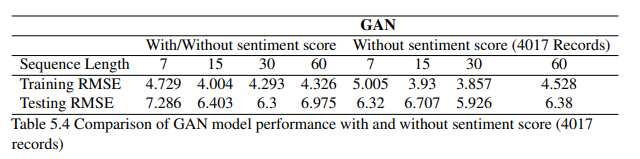 GAN
With/Without sentiment score Without sentiment score (4017 Records)
Sequence Length 7 15 30 60 7 15 30 60
Training RMSE 4.729 4.004 4.293 4.326 5.005 3.93 3.857 4.528
Testing RMSE 7.286 6.403 6.3 6.975 6.32 6.707 5.926 6.38
Table 5.4 Comparison of GAN model performance with and without sentiment score (4017
records)